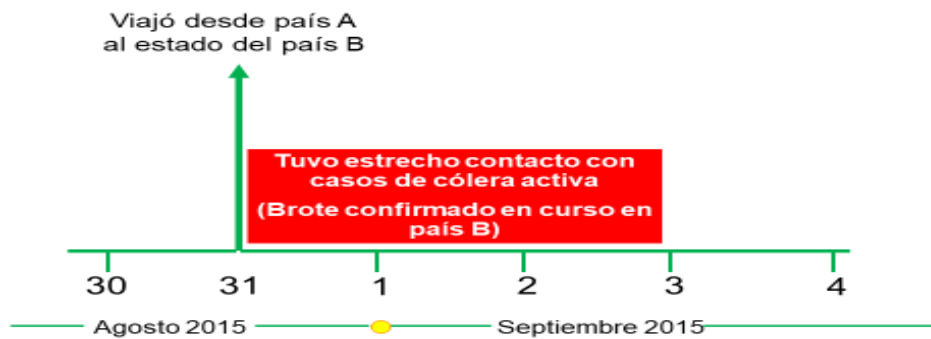 Viajó desde país A
al estado del país B
Tuvo estrecho contacto con
casos de cólera activa
(Brote confirmado en curso en
país B)
30 31 1 2 3 4
Agosto 2015 Septiembre 2015